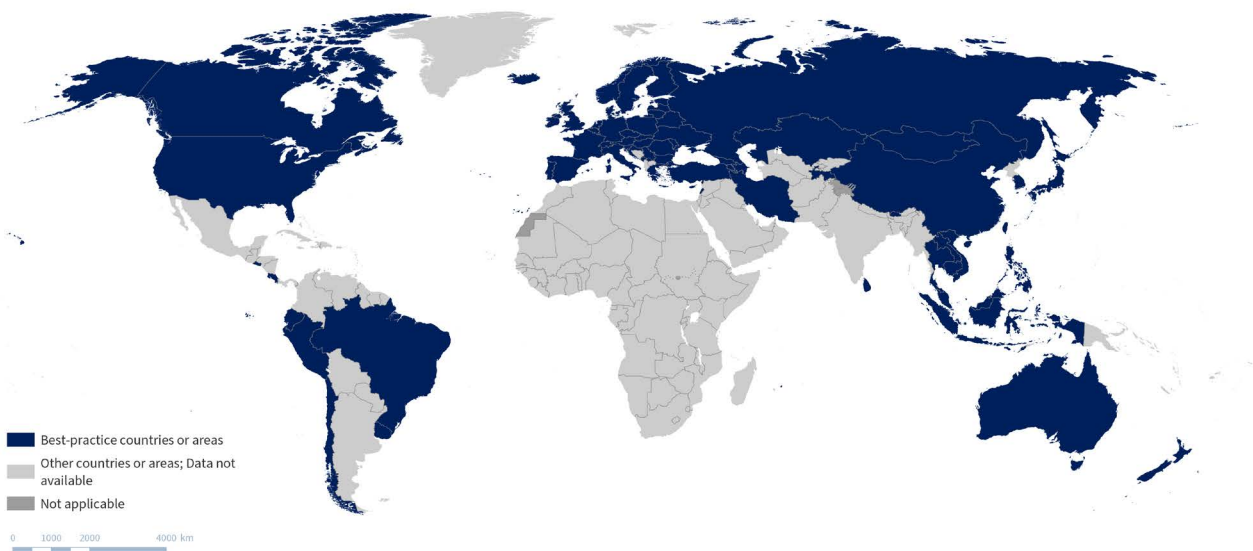 Best-practice countries or areas
Other countries or areas; Data not
available
Not applicable
0 1000 2000 4000 km